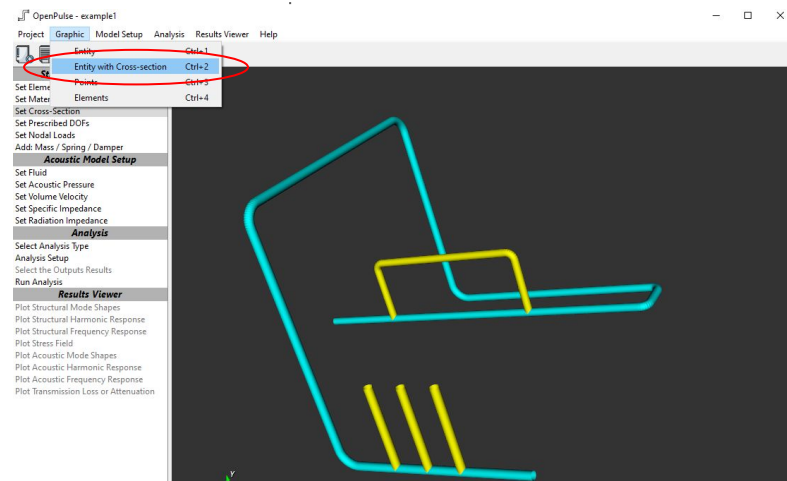 OpenPulse - example1
Project Graphic Model Setup Analysis Results Viewer Help
Entity Ctrl+1
Entity with Cross-section Ctrl+2
Points Ctrl+3
Elements Ctrl+4
St
Set Eleme
Set Mater
Set Cross-Section
Set Prescribed DOFs
Set Nodal Loads
Add: Mass / Spring / Damper
Acoustic Model Setup
Set Fluid
Set Acoustic Pressure
Set Volume Velocity
Set Specific Impedance
Set Radiation Impedance
Analysis
Select Analysis Type
Analysis Setup
Select the Outputs Results
Run Analysis
Results Viewer
Plot Structural Mode Shapes
Plot Structural Harmonic Response
Plot Structural Frequency Response
Plot Stress Field
Plot Acoustic Mode Shapes
Plot Acoustic Harmonic Response
Plot Acoustic Frequency Response
Plot Transmission Loss or Attenuation
Y